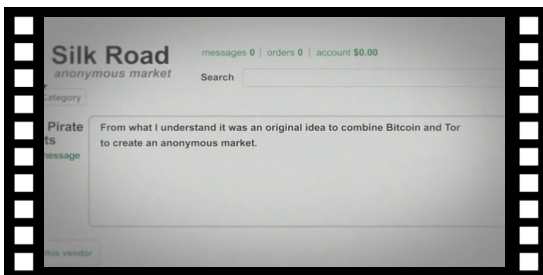 Silk Road
anonymous market
messages 0 | orders 0 | account $0.00
Search
Category
Pirate
ts
message
From what I understand it was an original idea to combine Bitcoin and Tor
to create an anonymous market.
this vendor